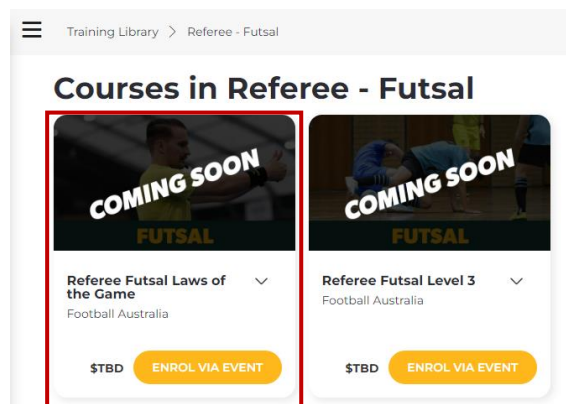 Training Library > Referee - Futsal
Courses in Referee - Futsal
COMING SOON
FUTSAL
Referee Futsal Laws of
the Game
Football Australia
$TBD ENROL VIA EVENT
COMING SOON
FUTSAL
Referee Futsal Level 3
Football Australia
$TBD ENROL VIA EVENT